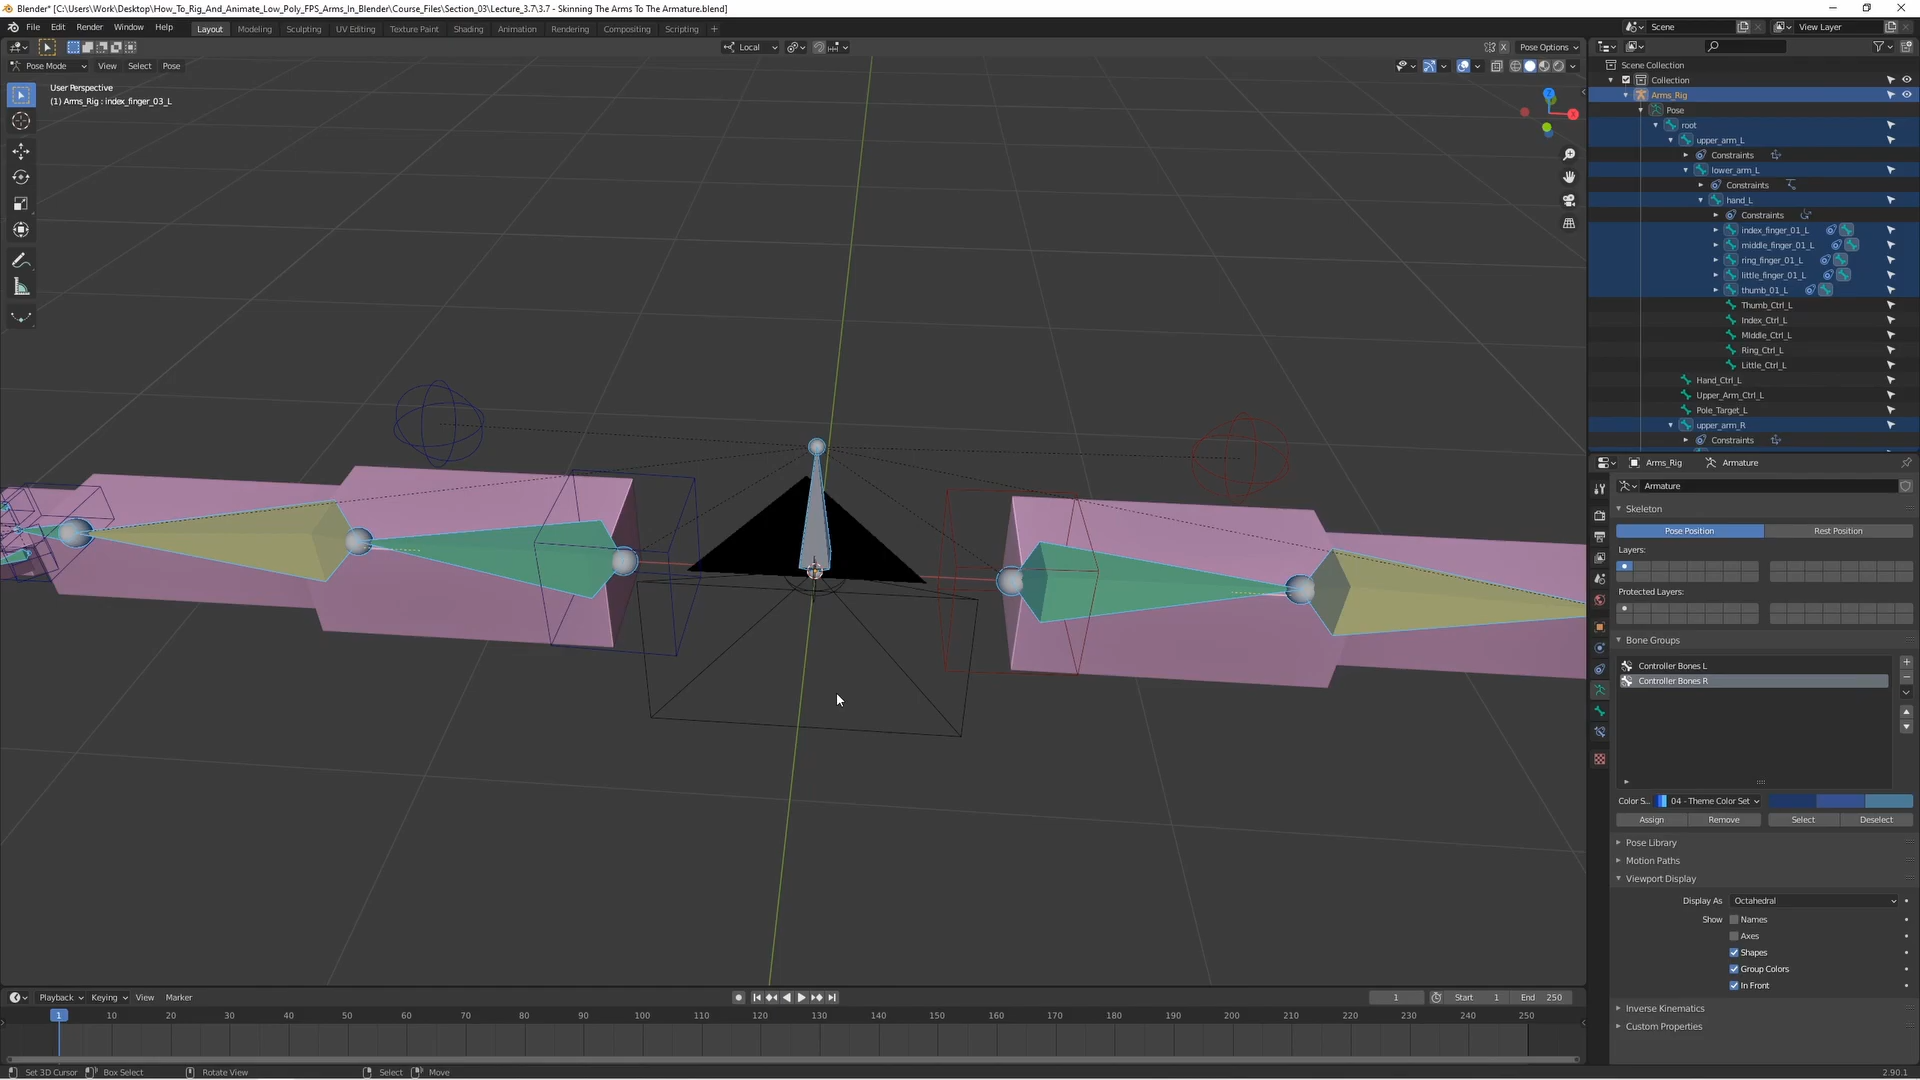 Blender* [C:\Users\Work\Desktop\How_To_Rig_And_Animate_Low_Poly_FPS_Arms_In_Blender\Course_Files\Section_03\Lecture_3.7\3.7 - Skinning The Arms To The Armature.blend]
File Edit Render Window Help Layout Modeling Sculpting UV Editing Texture Paint Shading Animation Rendering Compositing Scripting + Scene View Layer
Local X Pose Options
Pose Mode View Select Pose
User Perspective
(1) Arms_Rig : index_finger_03_L
Z
X
Scene Collection
Collection
Arms_Rig
Pose
root
upper_arm_L
Constraints
lower_arm_L
Constraints
hand_L
Constraints
index_finger_01_L
middle_finger_01_L
ring_finger_01_L
little_finger_01_L
thumb_01_L
Thumb_Ctrl_L
Index_Ctrl_L
Middle_Ctrl_L
Ring_Ctrl_L
Little_Ctrl_L
Hand_Ctrl_L
Upper_Arm_Ctrl_L
Pole_Target_L
upper_arm_R
Constraints
Arms_Rig Armature
Armature
Skeleton
Pose Position Rest Position
Layers:
Protected Layers:
Bone Groups
Controller Bones L
Controller Bones R
Color S... 04 - Theme Color Set
Assign Remove Select Deselect
Pose Library
Motion Paths
Viewport Display
Display As Octahedral
Show Names
Axes
Shapes
Group Colors
In Front
Inverse Kinematics
Custom Properties
Playback Keying View Marker 1 Start 1 End 250
1 10 20 30 40 50 60 70 80 90 100 110 120 130 140 150 160 170 180 190 200 210 220 230 240 250
Set 3D Cursor Box Select Rotate View Select Move 2.90.1